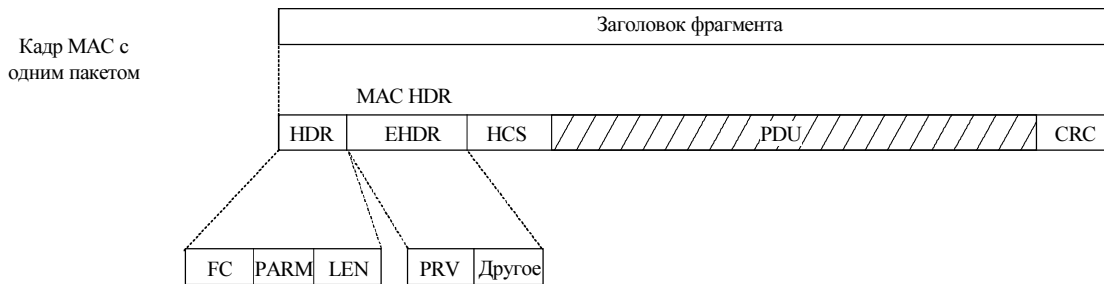 Заголовок фрагмента
Кадр MAC с
одним пакетом
MAC HDR
HDR EHDR HCS PDU CRC
FC PARM LEN PRV Другое